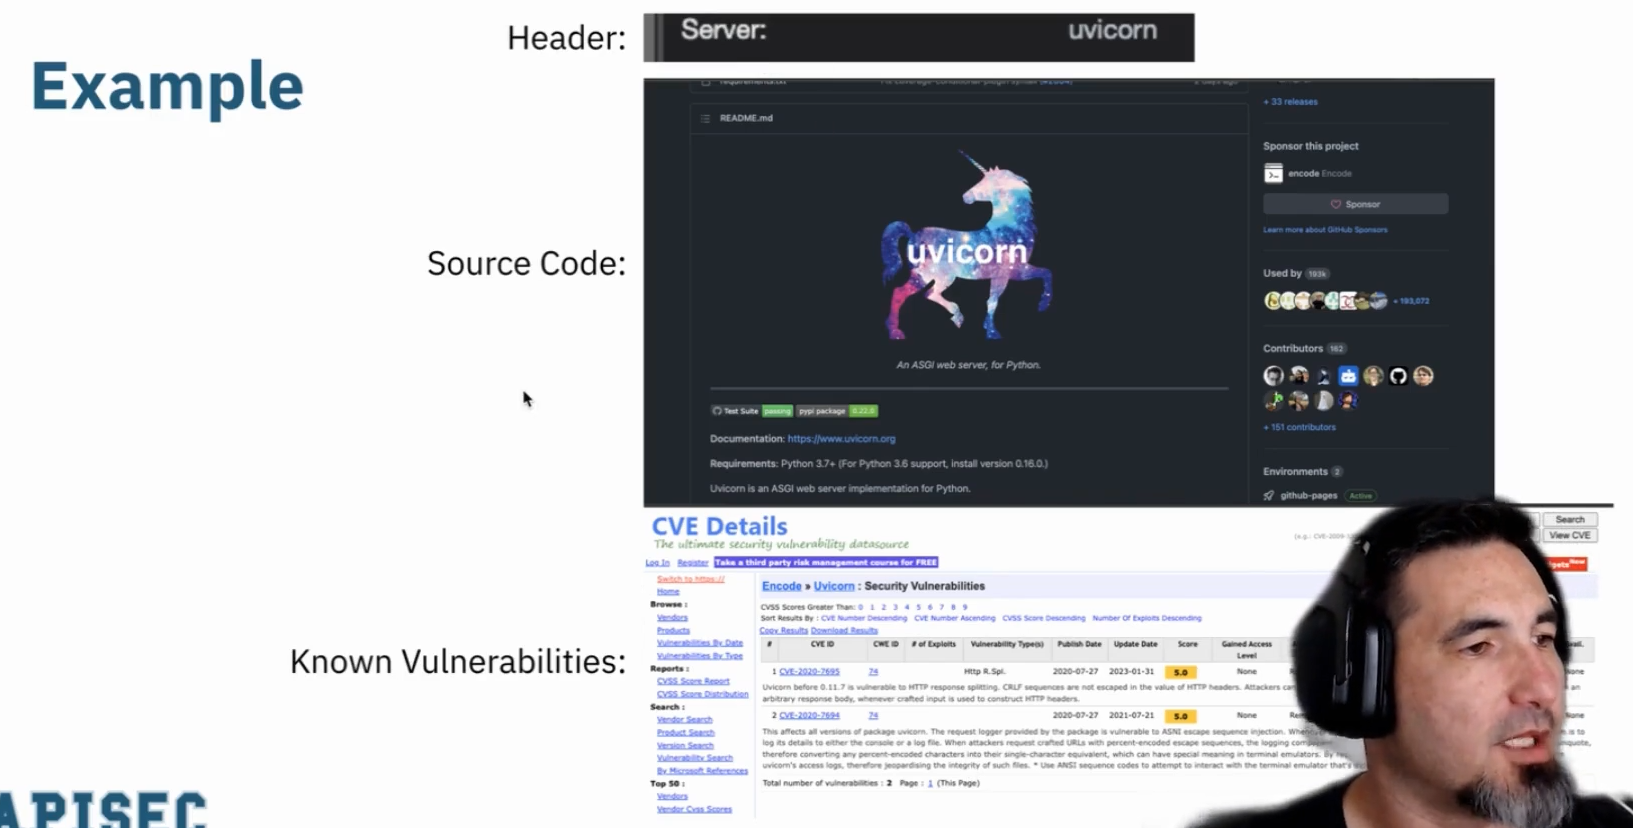 Example
Header:
Server: uvicorn
Source Code:
README.md
uvicorn
An ASGI web server, for Python.
Test Suite passing pypi package 0.22.0
Documentation: https://www.uvicorn.org
Requirements: Python 3.7+ (For Python 3.6 support, install version 0.16.0.)
Uvicorn is an ASGI web server implementation for Python.
+ 33 releases
Sponsor this project
encode Encode
Sponsor
Learn more about GitHub Sponsors
Used by 193k
+ 193,072
Contributors 162
+ 151 contributors
Environments 2
github-pages Active
Known Vulnerabilities:
CVE Details
The ultimate security vulnerability datasource
Search
View CVE
Log In Register Take a third party risk management course for FREE
New
Switch to https://
Home
Browse :
Vendors
Products
Vulnerabilities By Date
Vulnerabilities By Type
Reports :
CVSS Score Report
CVSS Score Distribution
Search :
Vendor Search
Product Search
Version Search
Vulnerability Search
By Microsoft References
Top 50 :
Vendors
Vendor Cvss Scores
Encode » Uvicorn : Security Vulnerabilities
CVSS Scores Greater Than: 0 1 2 3 4 5 6 7 8 9
Sort Results By : CVE Number Descending CVE Number Ascending CVSS Score Descending Number Of Exploits Descending
Copy Results Download Results
# CVE ID CWE ID # of Exploits Vulnerability Type(s) Publish Date Update Date Score Gained Access Level
1 CVE-2020-7695 74 Http R.Spl. 2020-07-27 2023-01-31 5.0 None None
Uvicorn before 0.11.7 is vulnerable to HTTP response splitting. CRLF sequences are not escaped in the value of HTTP headers. Attackers can an
arbitrary response body, whenever crafted input is used to construct HTTP headers.
2 CVE-2020-7694 74 2020-07-27 2021-07-21 5.0 None None
This affects all versions of package uvicorn. The request logger provided by the package is vulnerable to ASNI escape sequence injection. is to
log its details to either the console or a log file. When attackers request crafted URLs with percent-encoded escape sequences, the logging
therefore converting any percent-encoded characters into their single-character equivalent, which can have special meaning in terminal emulators. By
uvicorn's access logs, therefore jeopardising the integrity of such files. * Use ANSI sequence codes to attempt to interact with the terminal emulator
Total number of vulnerabilities : 2 Page : 1 (This Page)
APISEC